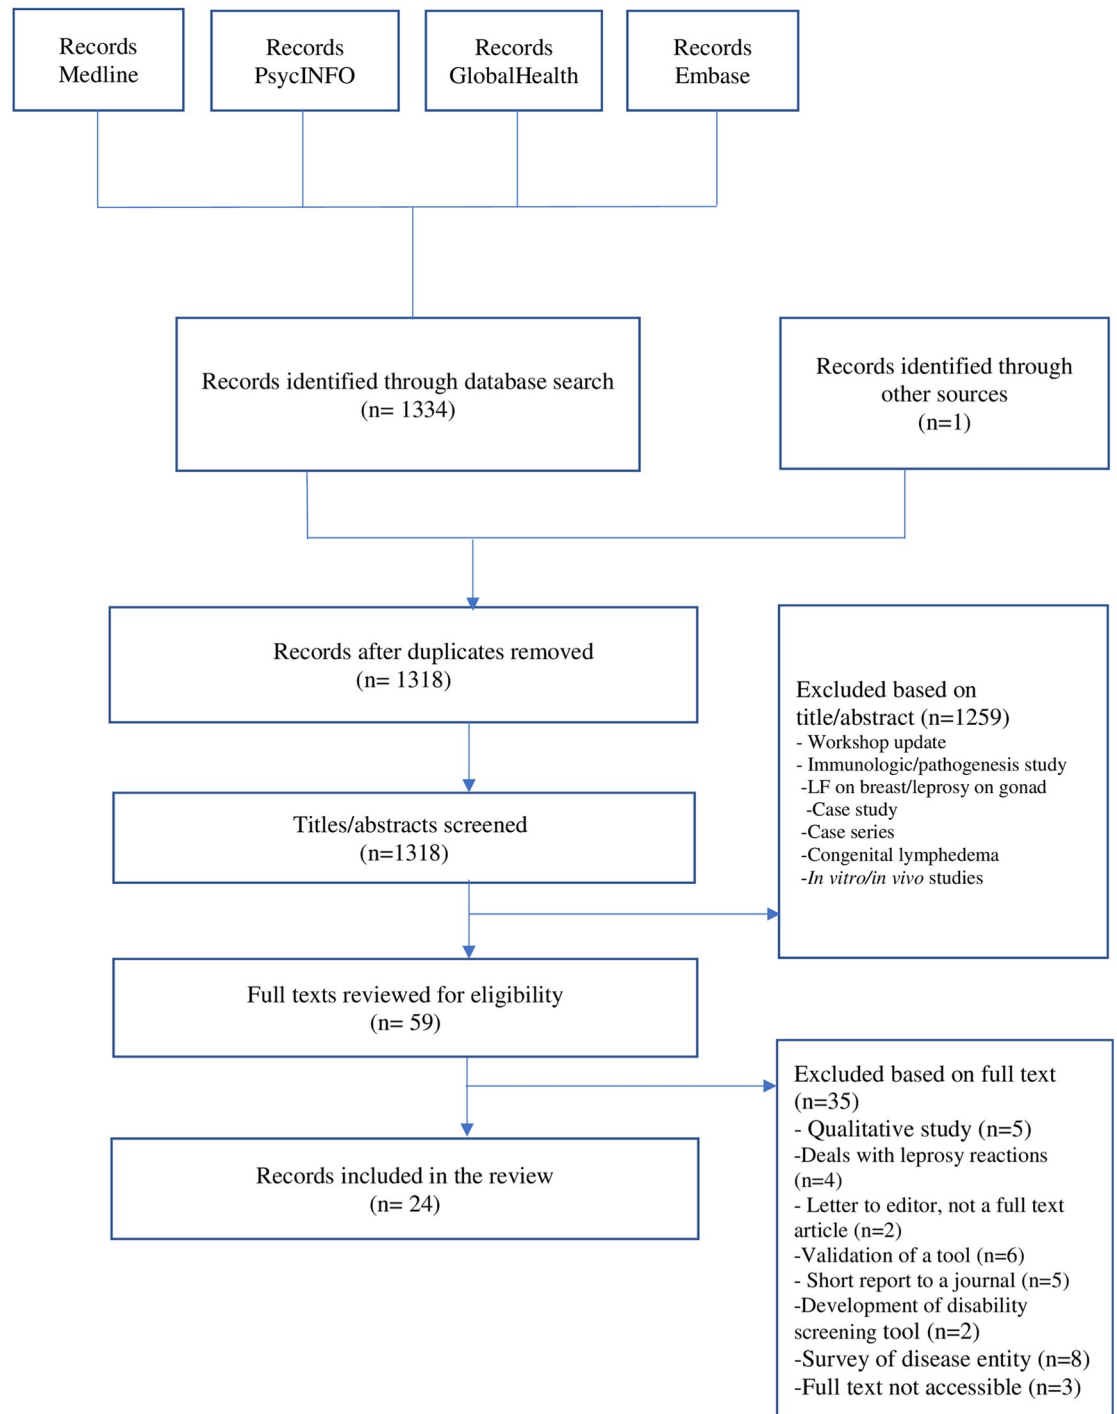 Records
Medline
Records
PsycINFO
Records
GlobalHealth
Records
Embase
Records identified through database search
(n= 1334)
Records identified through
other sources
(n=1)
Records after duplicates removed
(n= 1318)
Excluded based on
title/abstract (n=1259)
- Workshop update
- Immunologic/pathogenesis study
-LF on breast/leprosy on gonad
-Case study
-Case series
-Congenital lymphedema
-In vitro/in vivo studies
Titles/abstracts screened
(n=1318)
Full texts reviewed for eligibility
(n= 59)
Excluded based on full text
(n=35)
- Qualitative study (n=5)
-Deals with leprosy reactions
(n=4)
- Letter to editor, not a full text
article (n=2)
-Validation of a tool (n=6)
- Short report to a journal (n=5)
-Development of disability
screening tool (n=2)
-Survey of disease entity (n=8)
-Full text not accessible (n=3)
Records included in the review
(n= 24)